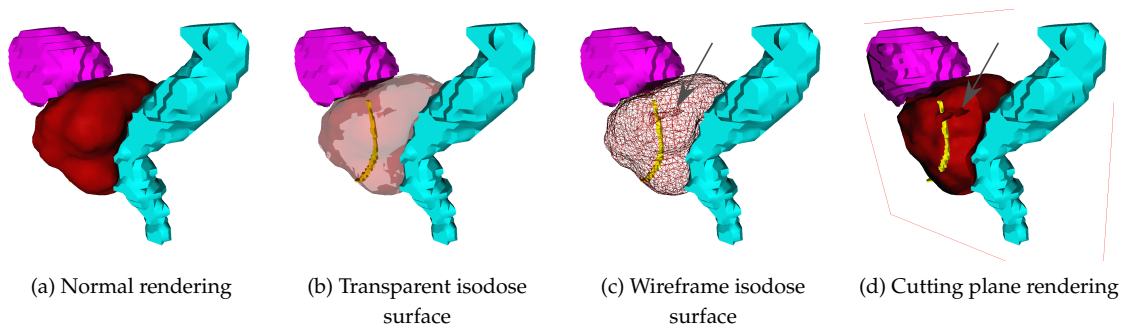 (a) Normal rendering
(b) Transparent isodose
surface
(c) Wireframe isodose
surface
(d) Cutting plane rendering